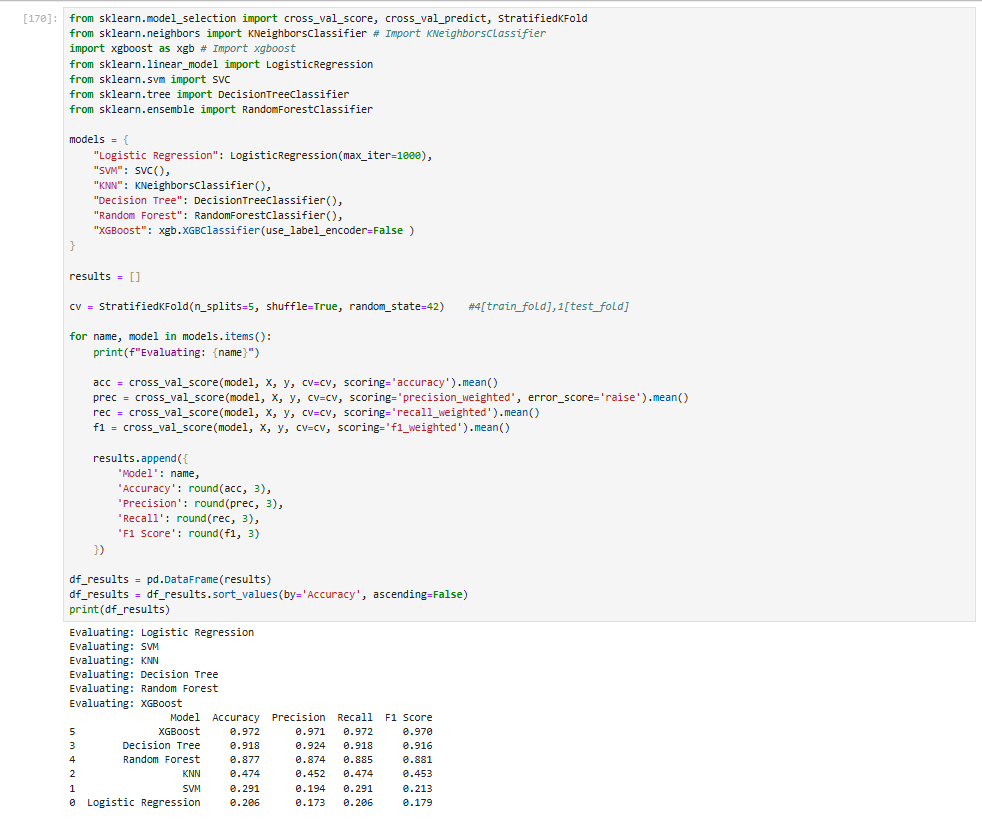 [170]: from sklearn.model_selection import cross_val_score, cross_val_predict, StratifiedKFold
from sklearn.neighbors import KNeighborsClassifier # Import KNeighborsClassifier
import xgboost as xgb # Import xgboost
from sklearn.linear_model import LogisticRegression
from sklearn.svm import SVC
from sklearn.tree import DecisionTreeClassifier
from sklearn.ensemble import RandomForestClassifier

models = {
    "Logistic Regression": LogisticRegression(max_iter=1000),
    "SVM": SVC(),
    "KNN": KNeighborsClassifier(),
    "Decision Tree": DecisionTreeClassifier(),
    "Random Forest": RandomForestClassifier(),
    "XGBoost": xgb.XGBClassifier(use_label_encoder=False )
}

results = []

cv = StratifiedKFold(n_splits=5, shuffle=True, random_state=42)    #4[train_fold],1[test_fold]

for name, model in models.items():
    print(f"Evaluating: {name}")

    acc = cross_val_score(model, X, y, cv=cv, scoring='accuracy').mean()
    prec = cross_val_score(model, X, y, cv=cv, scoring='precision_weighted', error_score='raise').mean()
    rec = cross_val_score(model, X, y, cv=cv, scoring='recall_weighted').mean()
    f1 = cross_val_score(model, X, y, cv=cv, scoring='f1_weighted').mean()

    results.append({
        'Model': name,
        'Accuracy': round(acc, 3),
        'Precision': round(prec, 3),
        'Recall': round(rec, 3),
        'F1 Score': round(f1, 3)
    })

df_results = pd.DataFrame(results)
df_results = df_results.sort_values(by='Accuracy', ascending=False)
print(df_results)
Evaluating: Logistic Regression
Evaluating: SVM
Evaluating: KNN
Evaluating: Decision Tree
Evaluating: Random Forest
Evaluating: XGBoost
                 Model  Accuracy  Precision  Recall  F1 Score
5              XGBoost     0.972      0.971   0.972     0.970
3        Decision Tree     0.918      0.924   0.918     0.916
4        Random Forest     0.877      0.874   0.885     0.881
2                  KNN     0.474      0.452   0.474     0.453
1                  SVM     0.291      0.194   0.291     0.213
0  Logistic Regression     0.206      0.173   0.206     0.179